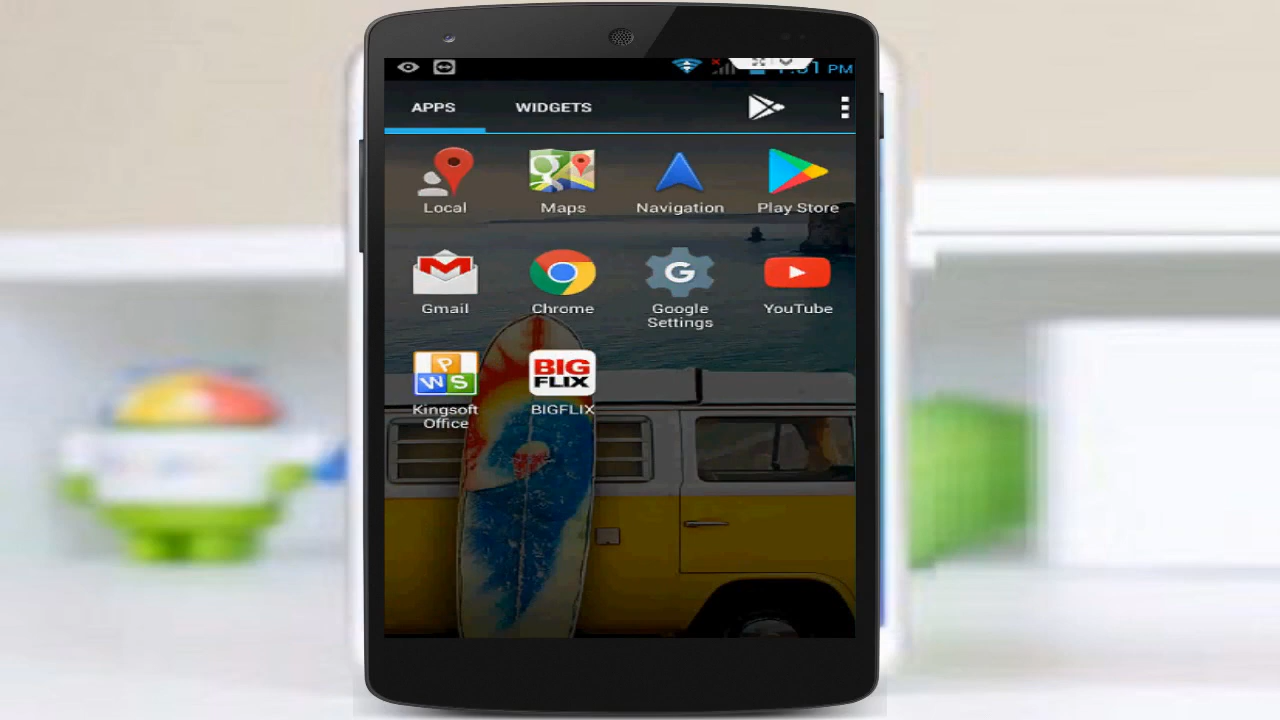 PM
APPS WIDGETS
Local Maps Navigation Play Store
Gmail Chrome Google Settings YouTube
P
W S
BIG
FLIX
Kingsoft Office BIGFLIX